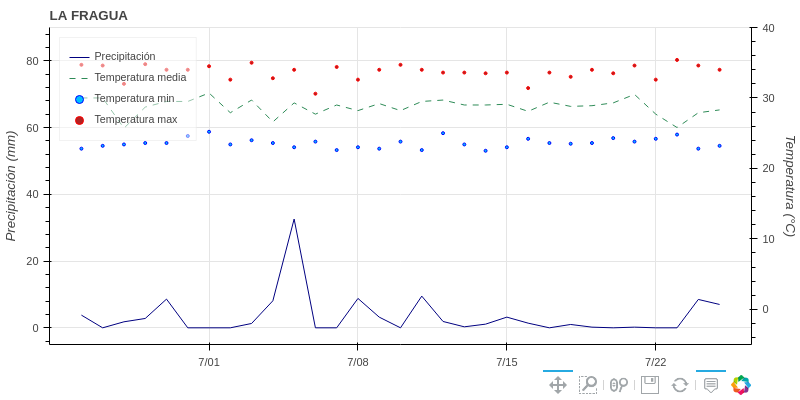 LA FRAGUA
Precipitación
Temperatura media
Temperatura min
Temperatura max
Precipitación (mm)
80
60
40
20
0
Temperatura (°C)
40
30
20
10
0
7/01
7/08
7/15
7/22